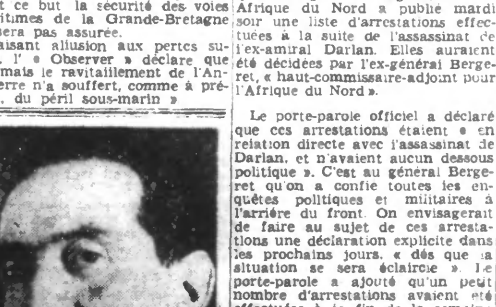 ce but la sécurité des voies
itimes de la Grande-Bretagne
sera pas assurée.
aisant allusion aux pertes su-
l' « Observer » déclare que
mais le ravitaillement de l'An-
erre n'a souffert, comme à pré-
du péril sous-marin »
Afrique du Nord a publié mardi
soir une liste d'arrestations effec-
tuées à la suite de l'assassinat de
l'ex-amiral Darlan. Elles auraient
été décidées par l'ex-général Berge-
ret, « haut-commissaire-adjoint pour
l'Afrique du Nord ».
Le porte-parole officiel a déclaré
que ces arrestations étaient « en
relation directe avec l'assassinat de
Darlan, et n'avaient aucun dessous
politique ». C'est au général Berge-
ret qu'on a confié toutes les en-
quêtes politiques et militaires à
l'arrière du front. On envisagerait
de faire au sujet de ces arresta-
tions une déclaration explicite dans
les prochains jours, « dès que la
situation se sera éclaircie ». Le
porte-parole a ajouté qu'un petit
nombre d'arrestations avaient été